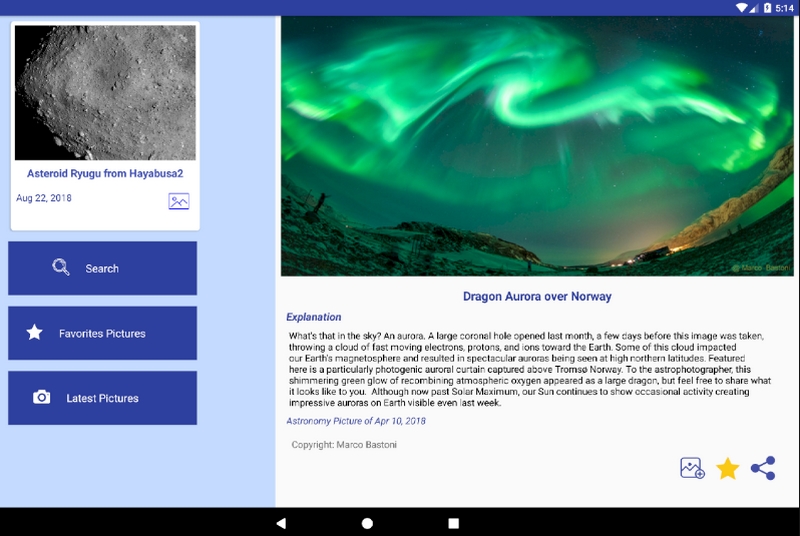 5:14
Asteroid Ryugu from Hayabusa2
Aug 22, 2018
Search
Favorites Pictures
Latest Pictures
© Marco Bastoni
Dragon Aurora over Norway
Explanation
What's that in the sky? An aurora. A large coronal hole opened last month, a few days before this image was taken,
throwing a cloud of fast moving electrons, protons, and ions toward the Earth. Some of this cloud impacted
our Earth's magnetosphere and resulted in spectacular auroras being seen at high northern latitudes. Featured
here is a particularly photogenic auroral curtain captured above Tromsø Norway. To the astrophotographer, this
shimmering green glow of recombining atmospheric oxygen appeared as a large dragon, but feel free to share what
it looks like to you.  Although now past Solar Maximum, our Sun continues to show occasional activity creating
impressive auroras on Earth visible even last week.
Astronomy Picture of Apr 10, 2018
Copyright: Marco Bastoni